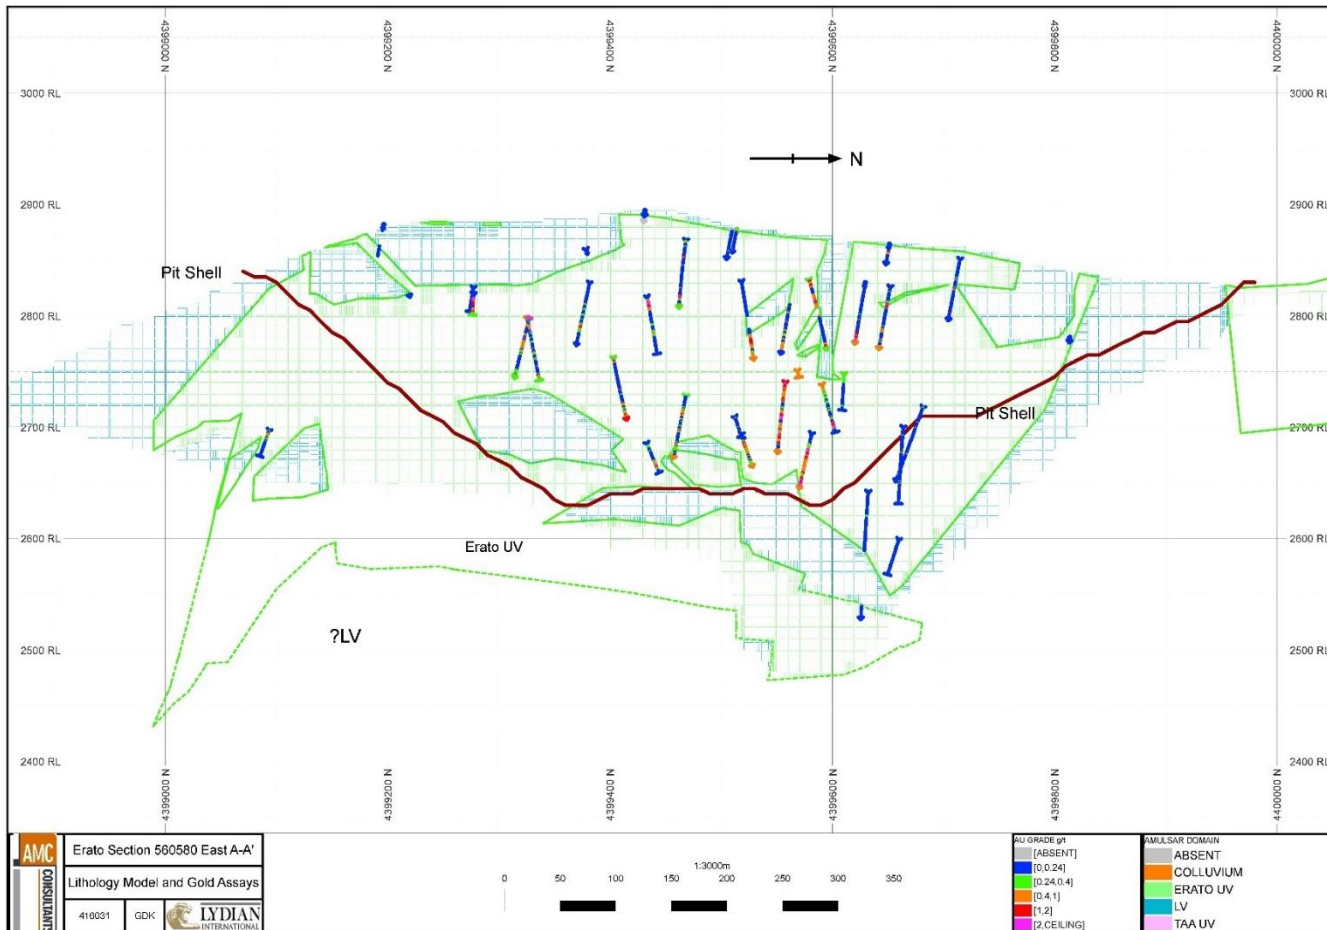 4399000 N
4399200 N
4399400 N
4399600 N
4399800 N
4400000 N
3000 RL
3000 RL
N
2900 RL
2900 RL
Pit Shell
2800 RL
2800 RL
Pit Shell
2700 RL
2700 RL
2600 RL
Erato UV
2600 RL
?LV
2500 RL
2500 RL
2400 RL
2400 RL
4399000 N
4399200 N
4399400 N
4399600 N
4399800 N
4400000 N
AMC
CONSULTANTS
Erato Section 560580 East A-A'
Lithology Model and Gold Assays
416031
GDK
LYDIAN
INTERNATIONAL
1:3000m
0 50 100 150 200 250 300 350
AU GRADE g/t
[ABSENT]
[0,0.24]
[0.24,0.4]
[0.4,1]
[1,2]
[2,CEILING]
AMULSAR DOMAIN
ABSENT
COLLUVIUM
ERATO UV
LV
TAA UV